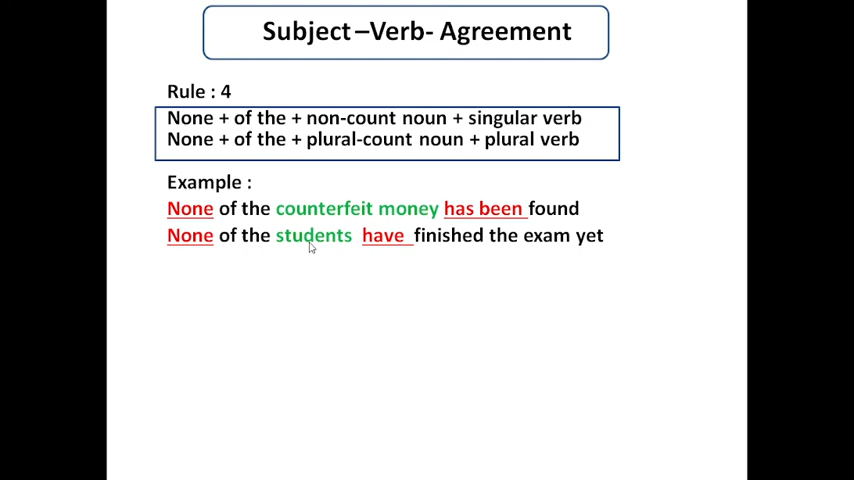 Subject –Verb- Agreement
Rule : 4
None + of the + non-count noun + singular verb
None + of the + plural-count noun + plural verb
Example :
None of the counterfeit money has been found
None of the students have finished the exam yet